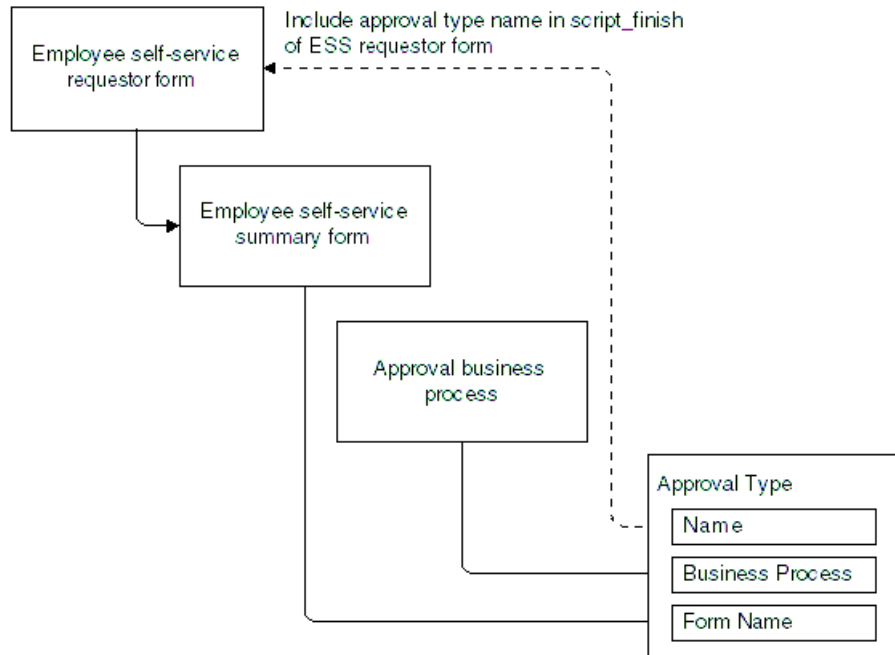 Include approval type name in script_finish
of ESS requestor form
Employee self-service
requestor form
Employee self-service
summary form
Approval business
process
Approval Type
Name
Business Process
Form Name